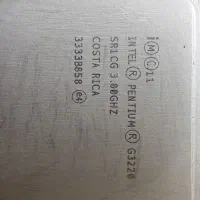 i Ⓜ Ⓒ 11
INTEL® PENTIUM® G3220
SR1CG 3.00GHZ
COSTA RICA
3333B858 e4